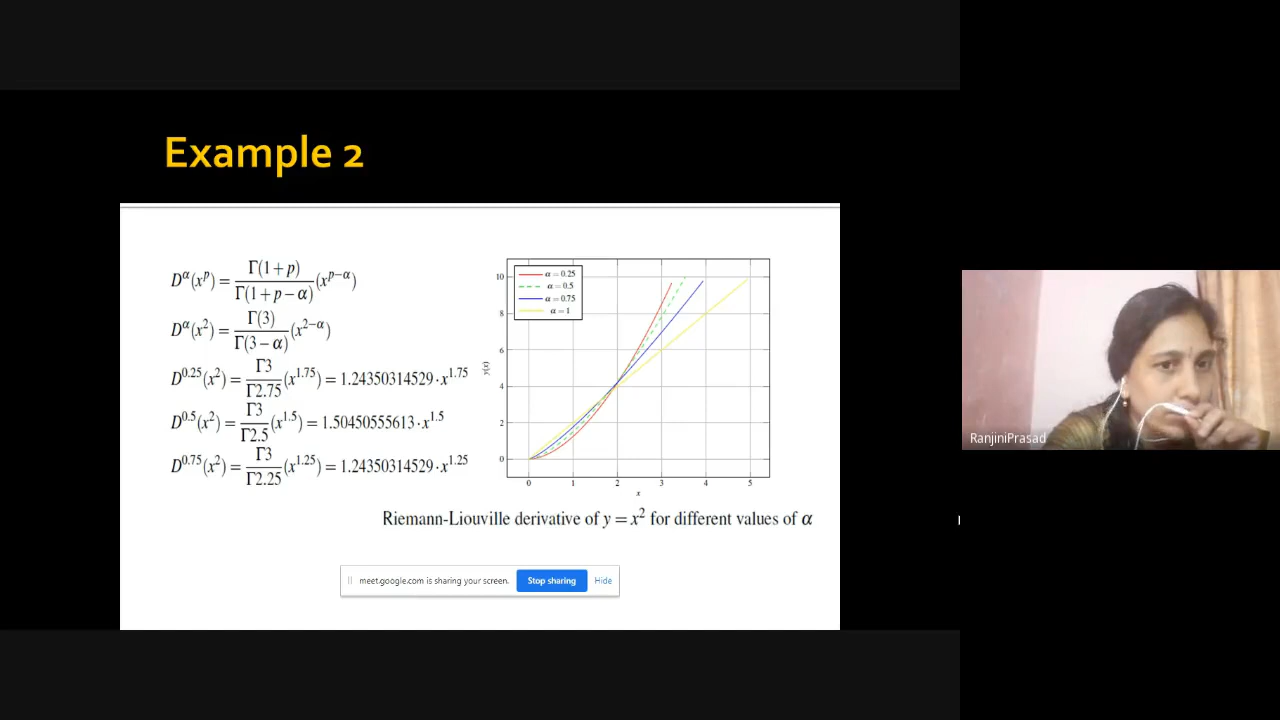 Example 2
D^α(x^p) = Γ(1+p)/Γ(1+p−α) (x^{p−α})
D^α(x^2) = Γ(3)/Γ(3−α) (x^{2−α})
D^0.25(x^2) = Γ3/Γ2.75 (x^1.75) = 1.24350314529·x^1.75
D^0.5(x^2) = Γ3/Γ2.5 (x^1.5) = 1.50450555613·x^1.5
D^0.75(x^2) = Γ3/Γ2.25 (x^1.25) = 1.24350314529·x^1.25
α = 0.25
α = 0.5
α = 0.75
α = 1
10
8
6
4
2
0
y(x)
0 1 2 3 4 5
x
Riemann-Liouville derivative of y = x^2 for different values of α
meet.google.com is sharing your screen. Stop sharing Hide
RanjiniPrasad